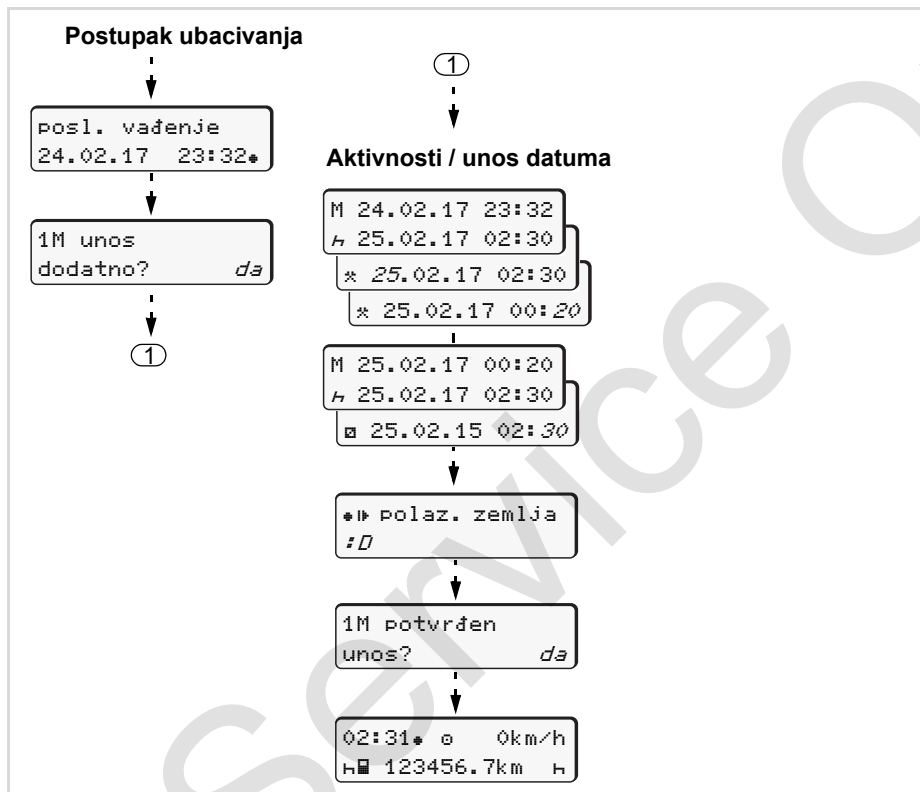 Postupak ubacivanja
posl. vađenje
24.02.17 23:32
1M unos
dodatno? da
1
1
Aktivnosti / unos datuma
M 24.02.17 23:32
25.02.17 02:30
25.02.17 02:30
25.02.17 00:20
M 25.02.17 00:20
25.02.17 02:30
25.02.15 02:30
polaz. zemlja
:D
1M potvrđen
unos? da
02:31 0km/h
123456.7km
Service